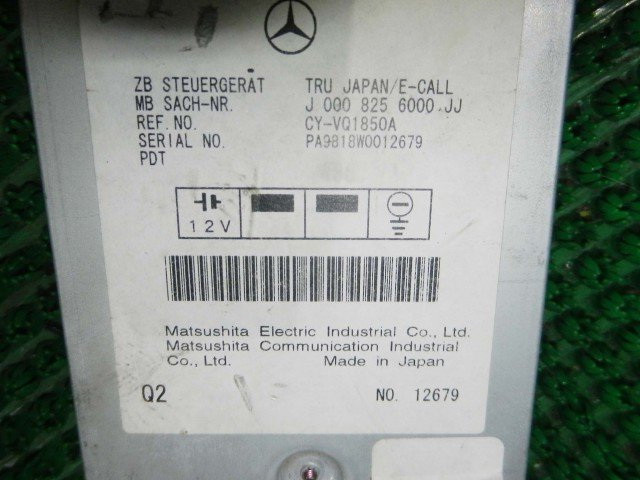 ZB STEUERGERÄT TRU JAPAN/E-CALL
MB SACH-NR. J 000 825 6000 JJ
REF. NO. CY-VQ1850A
SERIAL NO. PA9818W0012679
PDT
12V
Matsushita Electric Industrial Co., Ltd.
Matsushita Communication Industrial
Co., Ltd. Made in Japan
Q2 NO. 12679